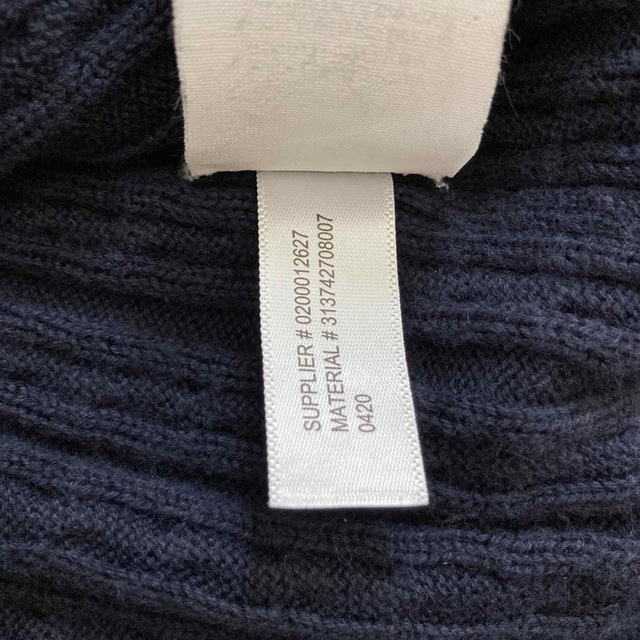 SUPPLIER # 0200012627
MATERIAL # 313742708007
0420